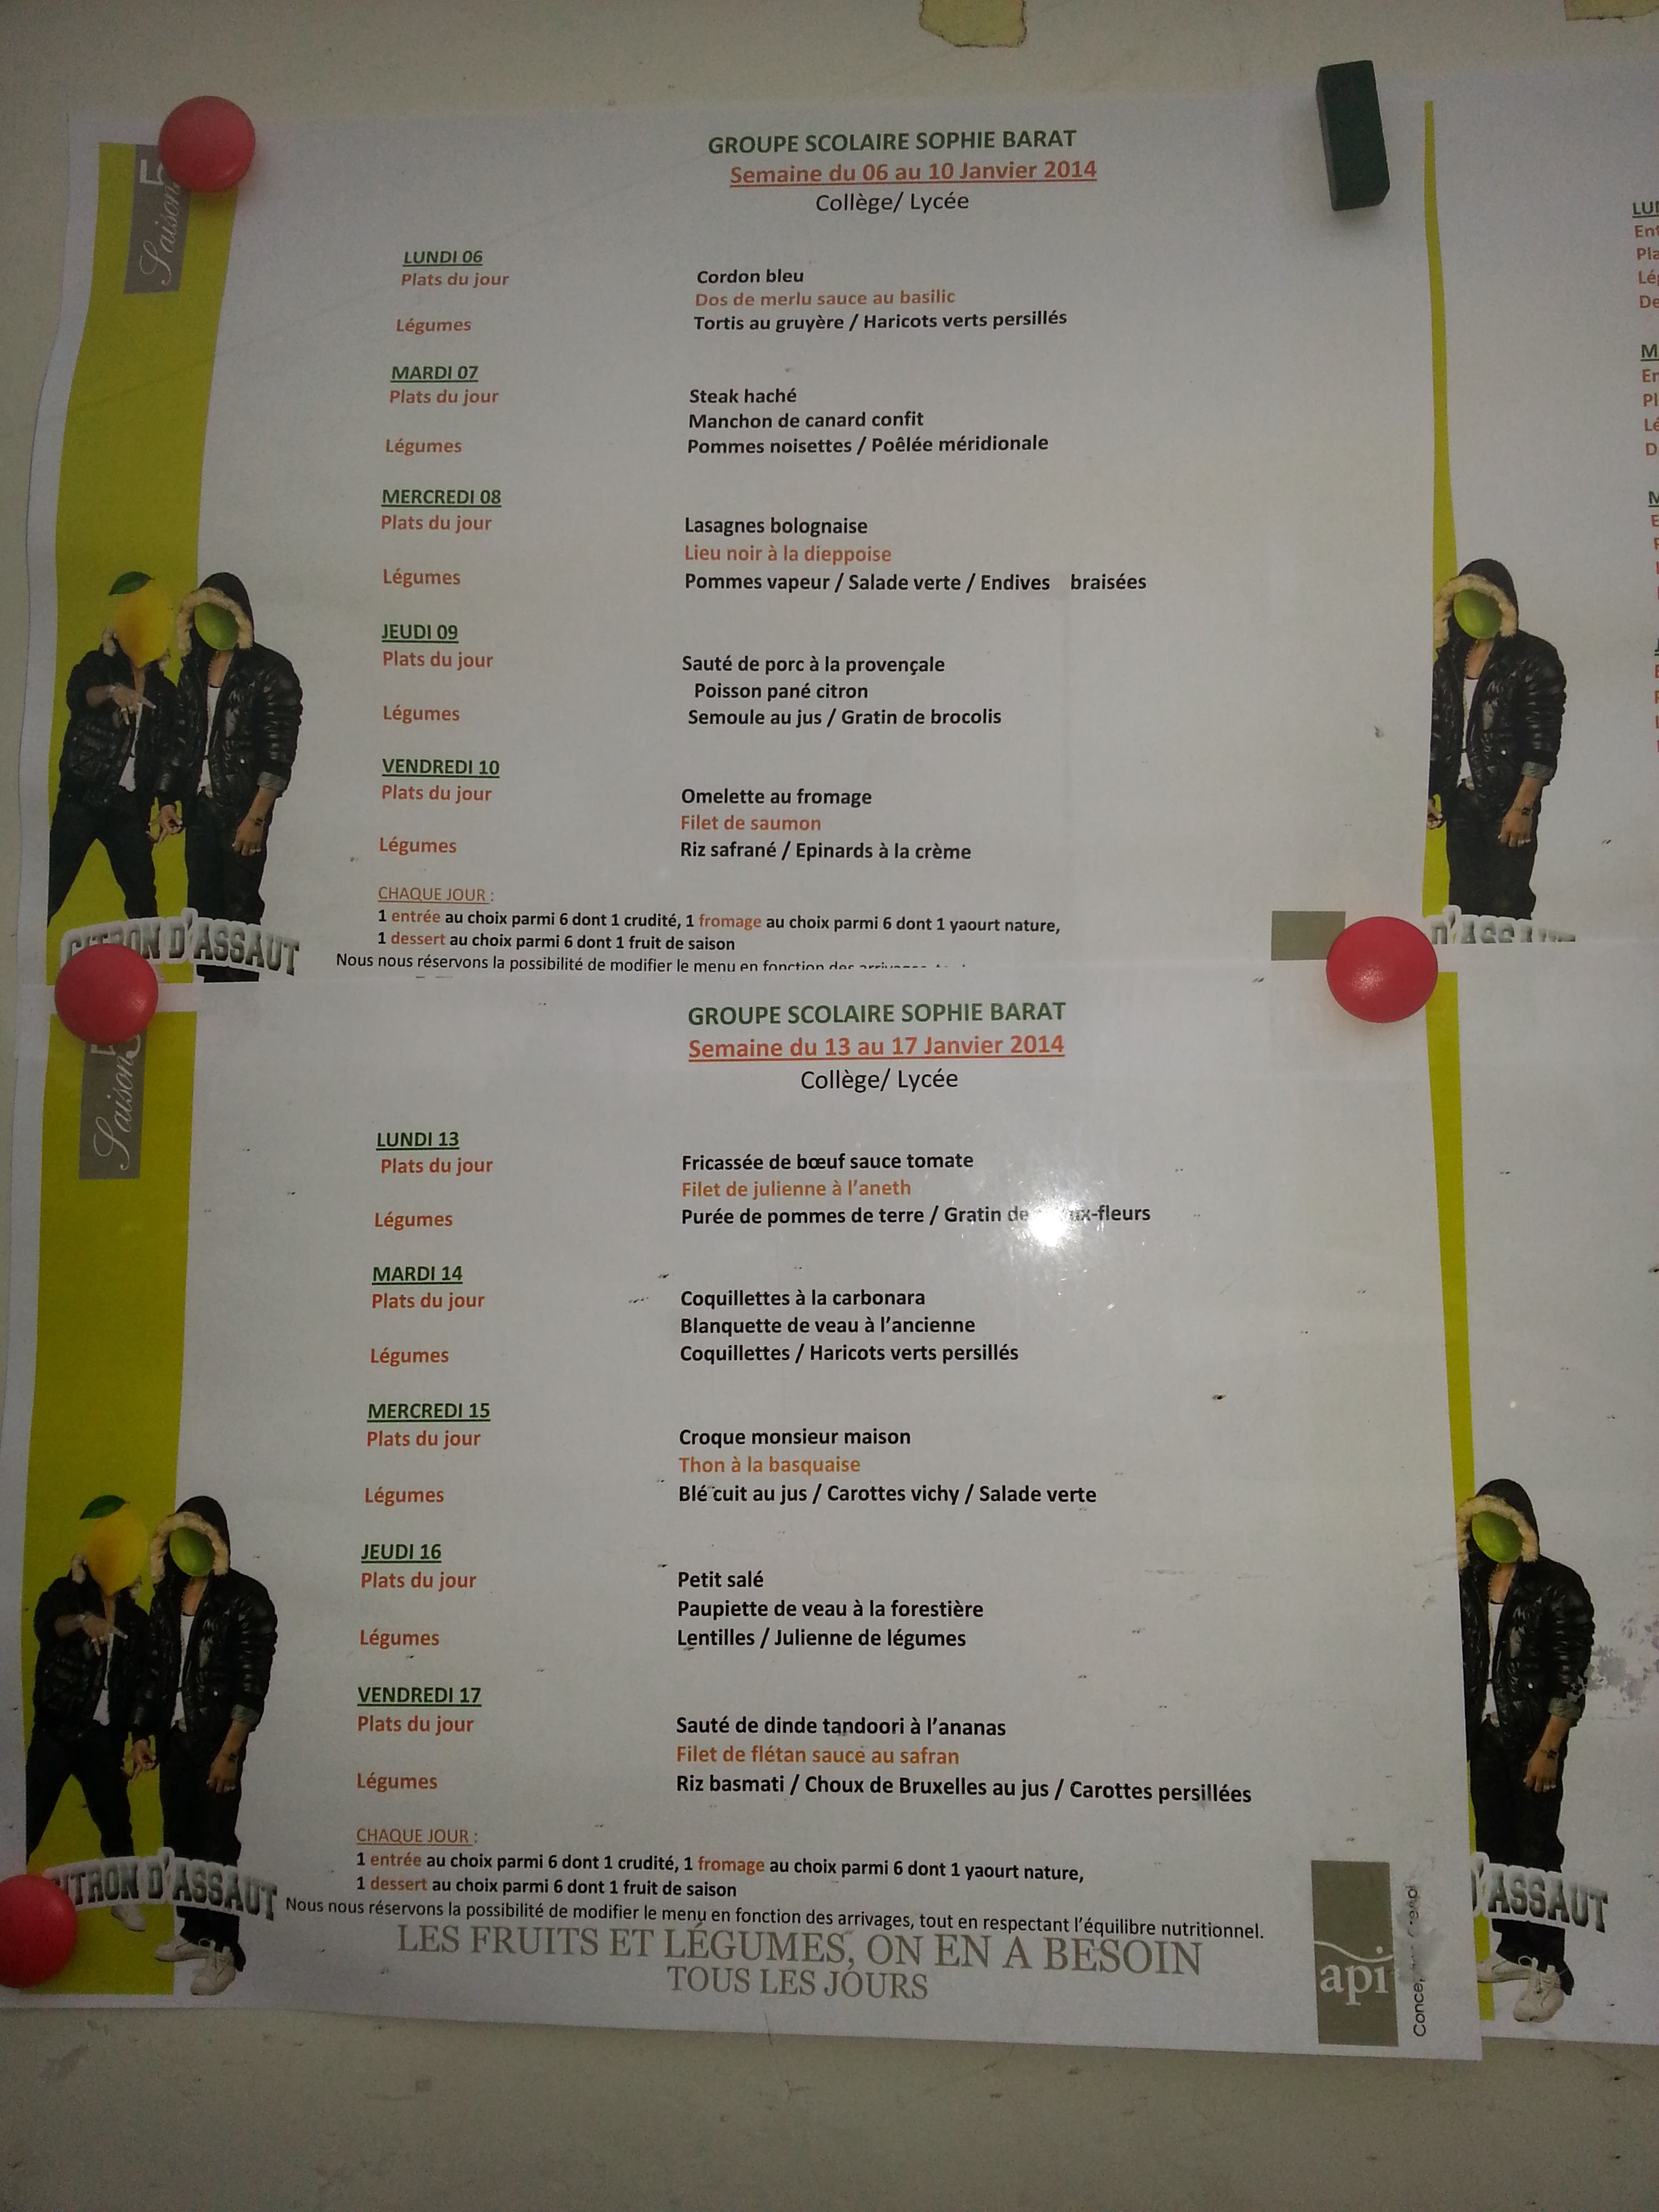 Saison 5
GROUPE SCOLAIRE SOPHIE BARAT
Semaine du 06 au 10 Janvier 2014
Collège/ Lycée
LUNDI 06
Plats du jour Cordon bleu
Dos de merlu sauce au basilic
Légumes Tortis au gruyère / Haricots verts persillés
MARDI 07
Plats du jour Steak haché
Manchon de canard confit
Légumes Pommes noisettes / Poêlée méridionale
MERCREDI 08
Plats du jour Lasagnes bolognaise
Lieu noir à la dieppoise
Légumes Pommes vapeur / Salade verte / Endives braisées
JEUDI 09
Plats du jour Sauté de porc à la provençale
Poisson pané citron
Légumes Semoule au jus / Gratin de brocolis
VENDREDI 10
Plats du jour Omelette au fromage
Filet de saumon
Légumes Riz safrané / Epinards à la crème
CHAQUE JOUR :
1 entrée au choix parmi 6 dont 1 crudité, 1 fromage au choix parmi 6 dont 1 yaourt nature,
1 dessert au choix parmi 6 dont 1 fruit de saison
Nous nous réservons la possibilité de modifier le menu en fonction des
CITRON D'ASSAUT
Saison
GROUPE SCOLAIRE SOPHIE BARAT
Semaine du 13 au 17 Janvier 2014
Collège/ Lycée
LUNDI 13
Plats du jour Fricassée de bœuf sauce tomate
Filet de julienne à l'aneth
Légumes Purée de pommes de terre / Gratin de -fleurs
MARDI 14
Plats du jour Coquillettes à la carbonara
Blanquette de veau à l'ancienne
Légumes Coquillettes / Haricots verts persillés
MERCREDI 15
Plats du jour Croque monsieur maison
Thon à la basquaise
Légumes Blé cuit au jus / Carottes vichy / Salade verte
JEUDI 16
Plats du jour Petit salé
Paupiette de veau à la forestière
Légumes Lentilles / Julienne de légumes
VENDREDI 17
Plats du jour Sauté de dinde tandoori à l'ananas
Filet de flétan sauce au safran
Légumes Riz basmati / Choux de Bruxelles au jus / Carottes persillées
CHAQUE JOUR :
1 entrée au choix parmi 6 dont 1 crudité, 1 fromage au choix parmi 6 dont 1 yaourt nature,
1 dessert au choix parmi 6 dont 1 fruit de saison
Nous nous réservons la possibilité de modifier le menu en fonction des arrivages, tout en respectant l'équilibre nutritionnel.
ITRON D'ASSAUT
LES FRUITS ET LÉGUMES, ON EN A BESOIN
TOUS LES JOURS
api
D'ASSAUT
D'ASSAUT